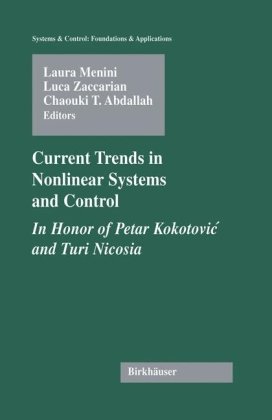 Systems & Control: Foundations & Applications
Laura Menini
Luca Zaccarian
Chaouki T. Abdallah
Editors
Current Trends in
Nonlinear Systems
and Control
In Honor of Petar Kokotović
and Turi Nicosia
Birkhäuser